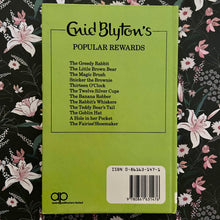 Enid Blyton's
POPULAR REWARDS
The Greedy Rabbit
The Little Brown Bear
The Magic Brush
Snicker the Brownie
Thirteen O'Clock
The Twelve Silver Cups
The Banana Robber
The Rabbit's Whiskers
The Teddy Bear's Tail
The Goblin Hat
A Hole in her Pocket
The Fairies' Shoemaker
ISBN 0-86163-147-1